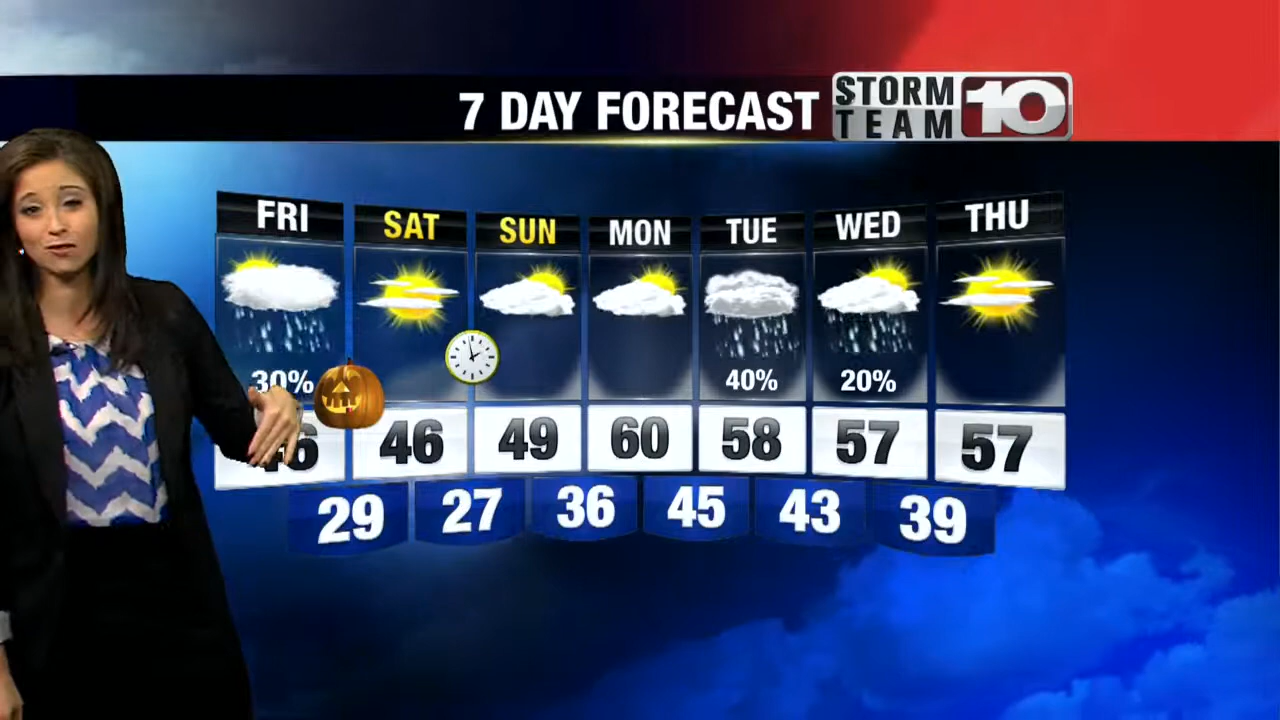 7 DAY FORECAST
STORM TEAM 10
FRI SAT SUN MON TUE WED THU
30% 40% 20%
46 49 60 58 57 57
29 27 36 45 43 39